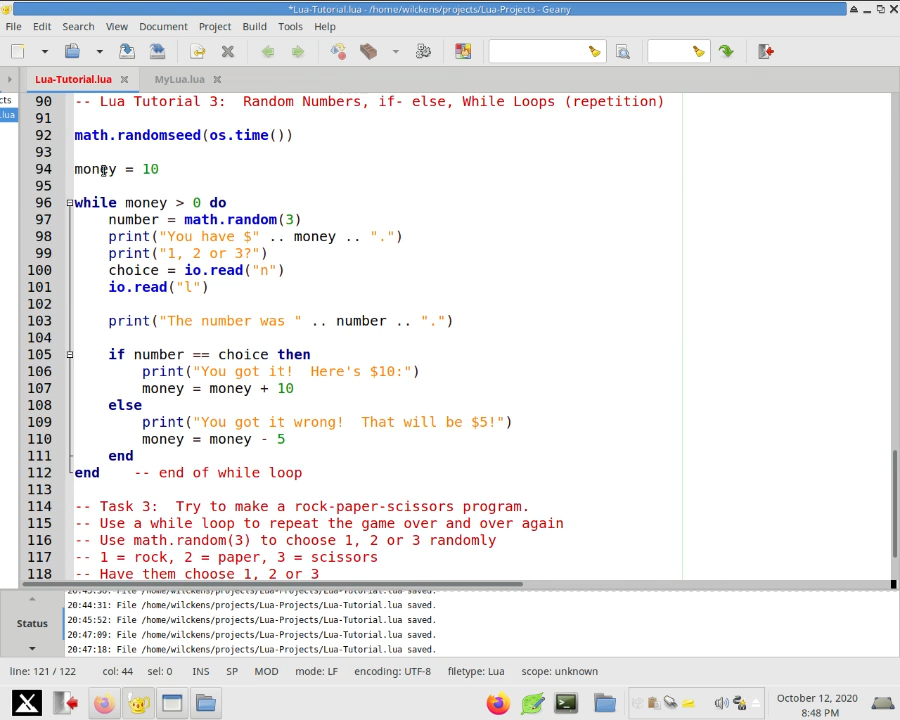 *Lua-Tutorial.lua - /home/wilckens/projects/Lua-Projects - Geany
File Edit Search View Document Project Build Tools Help
Lua-Tutorial.lua MyLua.lua
cts
.lua
90 -- Lua Tutorial 3:  Random Numbers, if- else, While Loops (repetition)
91
92 math.randomseed(os.time())
93
94 money = 10
95
96 while money > 0 do
97     number = math.random(3)
98     print("You have $" .. money .. ".")
99     print("1, 2 or 3?")
100     choice = io.read("n")
101     io.read("l")
102
103     print("The number was " .. number .. ".")
104
105     if number == choice then
106         print("You got it!  Here's $10:")
107         money = money + 10
108     else
109         print("You got it wrong!  That will be $5!")
110         money = money - 5
111     end
112 end    -- end of while loop
113
114 -- Task 3:  Try to make a rock-paper-scissors program.
115 -- Use a while loop to repeat the game over and over again
116 -- Use math.random(3) to choose 1, 2 or 3 randomly
117 -- 1 = rock, 2 = paper, 3 = scissors
118 -- Have them choose 1, 2 or 3
File /home/wilckens/projects/Lua-Projects/Lua-Tutorial.lua saved.
20:44:31: File /home/wilckens/projects/Lua-Projects/Lua-Tutorial.lua saved.
20:45:52: File /home/wilckens/projects/Lua-Projects/Lua-Tutorial.lua saved.
20:47:09: File /home/wilckens/projects/Lua-Projects/Lua-Tutorial.lua saved.
20:47:18: File /home/wilckens/projects/Lua-Projects/Lua-Tutorial.lua saved.
Status
line: 121 / 122 col: 44 sel: 0 INS SP MOD mode: LF encoding: UTF-8 filetype: Lua scope: unknown
October 12, 2020
8:48 PM